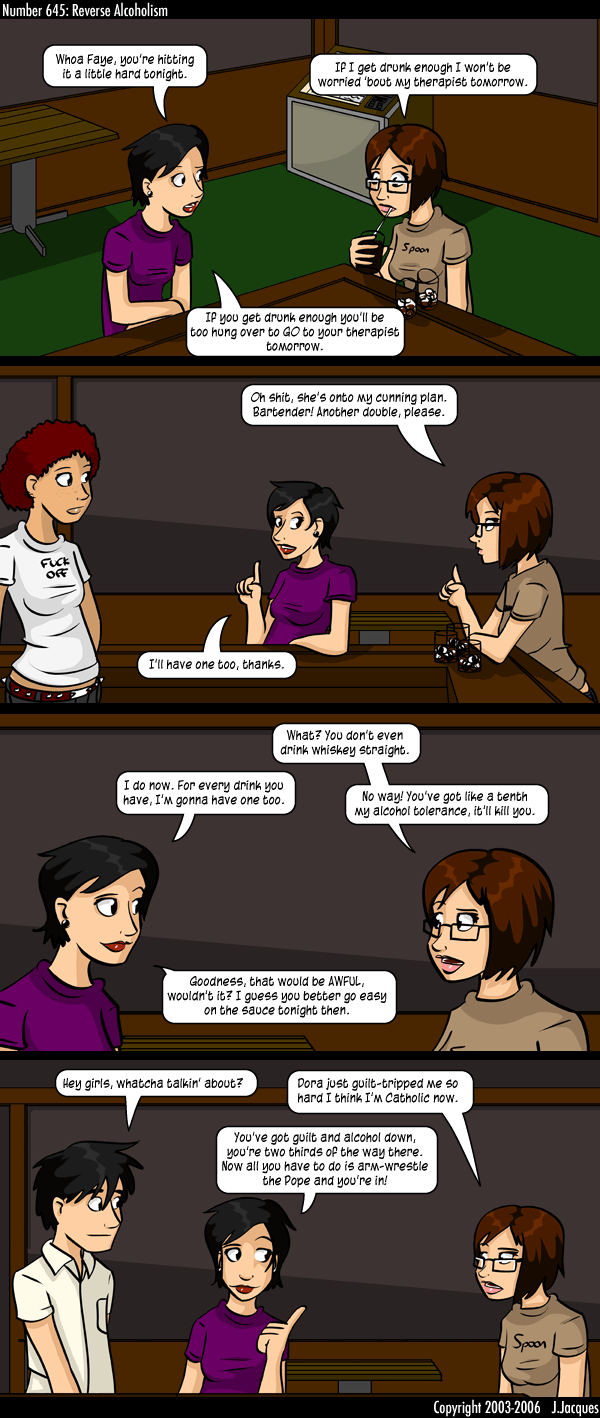 Number 645: Reverse Alcoholism
Whoa Faye, you're hitting
it a little hard tonight.
If I get drunk enough I won't be
worried 'bout my therapist tomorrow.
Spoon
If you get drunk enough you'll be
too hung over to GO to your therapist
tomorrow.
Oh shit, she's onto my cunning plan.
Bartender! Another double, please.
FUCK
OFF
I'll have one too, thanks.
What? You don't even
drink whiskey straight.
I do now. For every drink you
have, I'm gonna have one too.
No way! You've got like a tenth
my alcohol tolerance, it'll kill you.
Goodness, that would be AWFUL,
wouldn't it? I guess you better go easy
on the sauce tonight then.
Hey girls, whatcha talkin' about?
Dora just guilt-tripped me so
hard I think I'm Catholic now.
You've got guilt and alcohol down,
you're two thirds of the way there.
Now all you have to do is arm-wrestle
the Pope and you're in!
Spoon
Copyright 2003-2006 J.Jacques